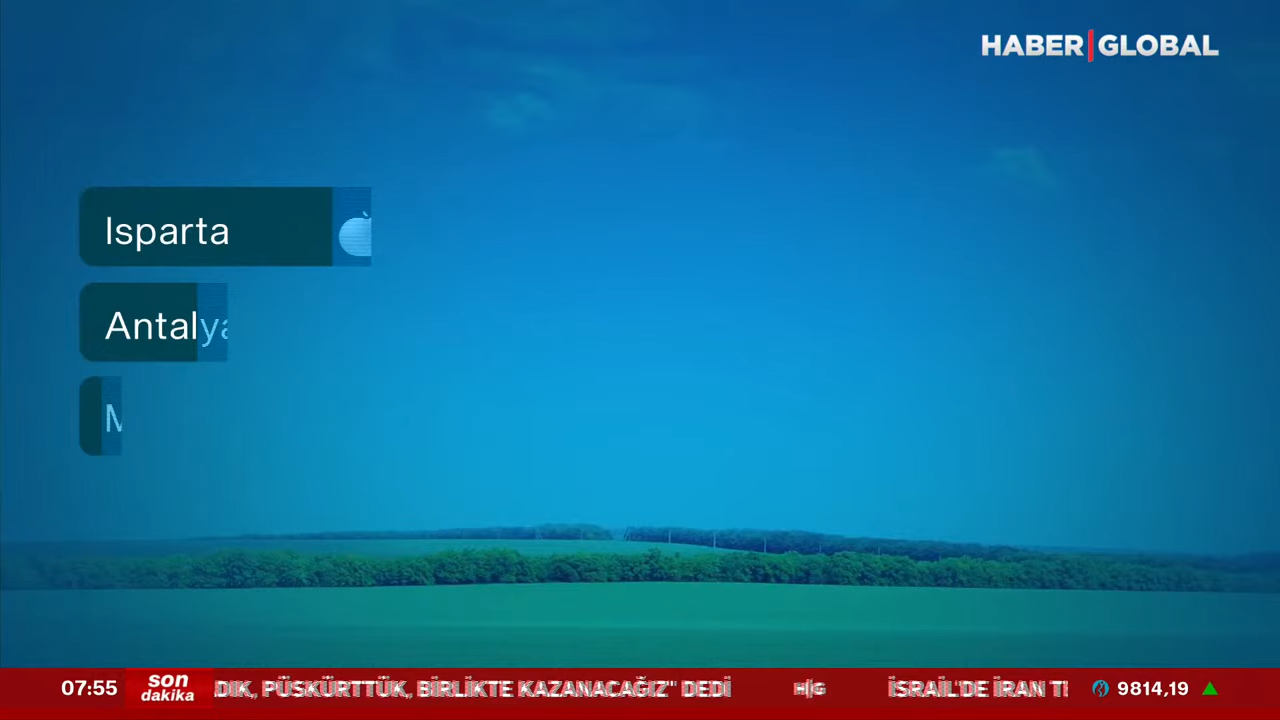 HABER|GLOBAL
Isparta
Antalya
M
07:55 son dakika DIK, PÜSKÜRTTÜK, BİRLİKTE KAZANACAĞIZ" DEDİ H|G İSRAİL'DE İRAN 9814,19